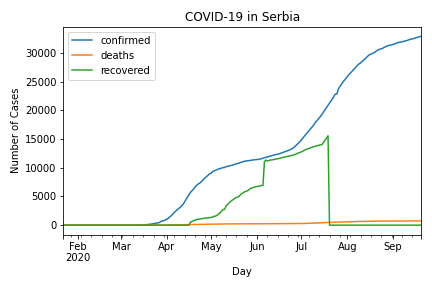 COVID-19 in Serbia
confirmed
deaths
recovered
Number of Cases
30000
25000
20000
15000
10000
5000
0
Feb Mar Apr May Jun Jul Aug Sep
2020
Day